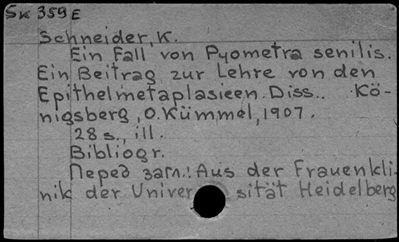 Sk 359 E
Schneider, K.
Ein Fall von Pyometra senilis.
Ein Beitrag zur Lehre von den
Epithelmetaplasieen. Diss.. Kö-
nigsberg, O. Kümmel, 1907.
28 s., ill.
Bibliogr.
Перед загл.: Aus der Frauenkli-
nik der Univer sität Heidelberg